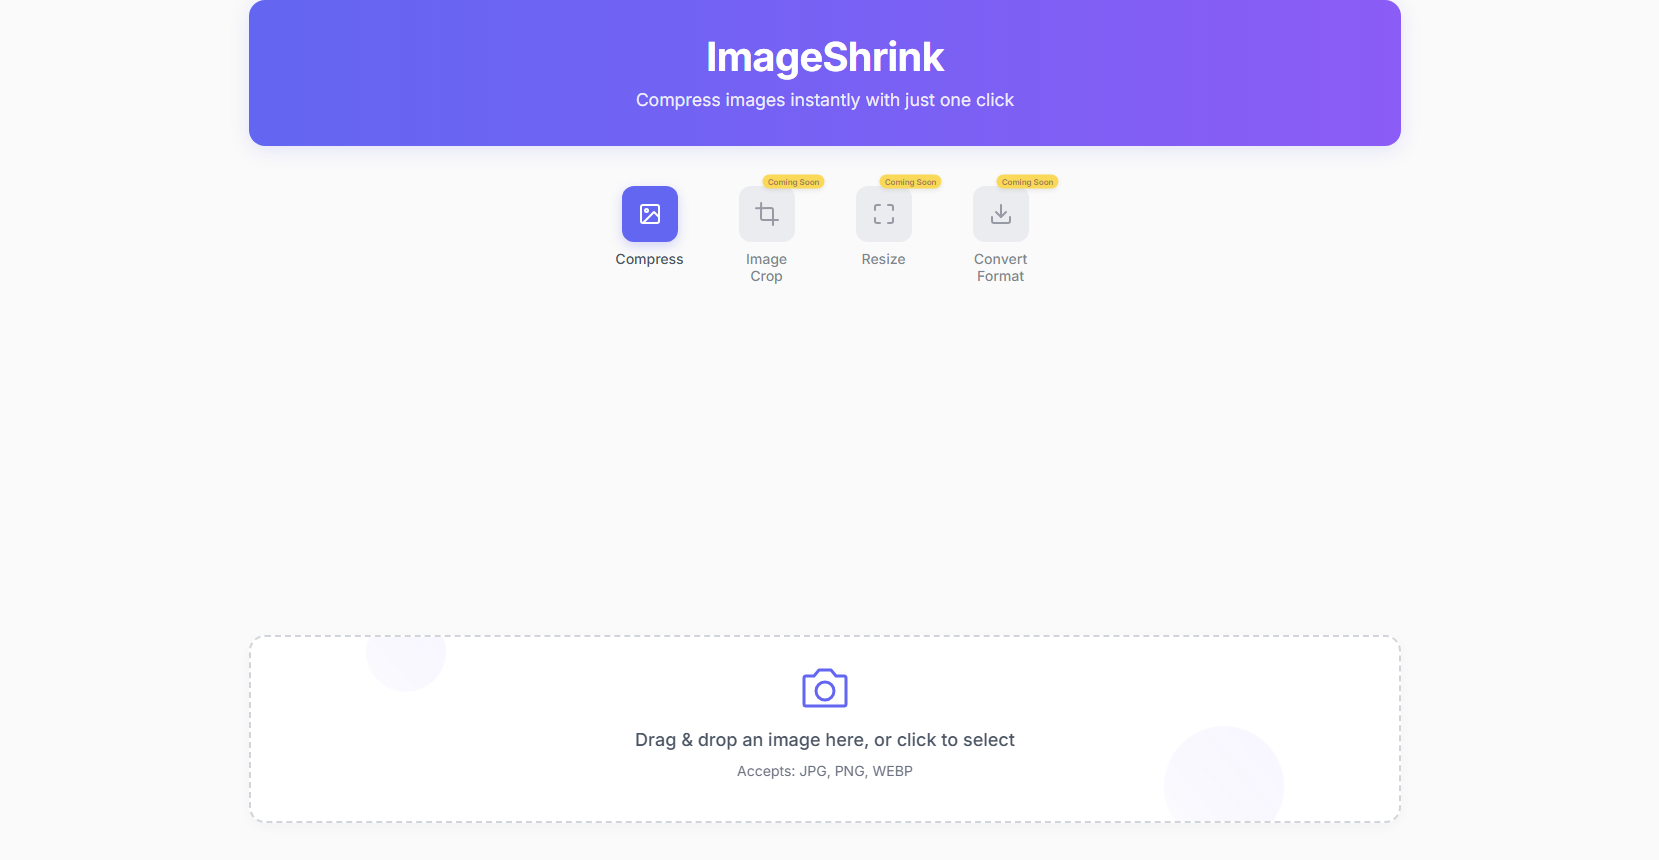 ImageShrink
Compress images instantly with just one click
Coming Soon
Coming Soon
Coming Soon
Compress
Image
Crop
Resize
Convert
Format
Drag & drop an image here, or click to select
Accepts: JPG, PNG, WEBP